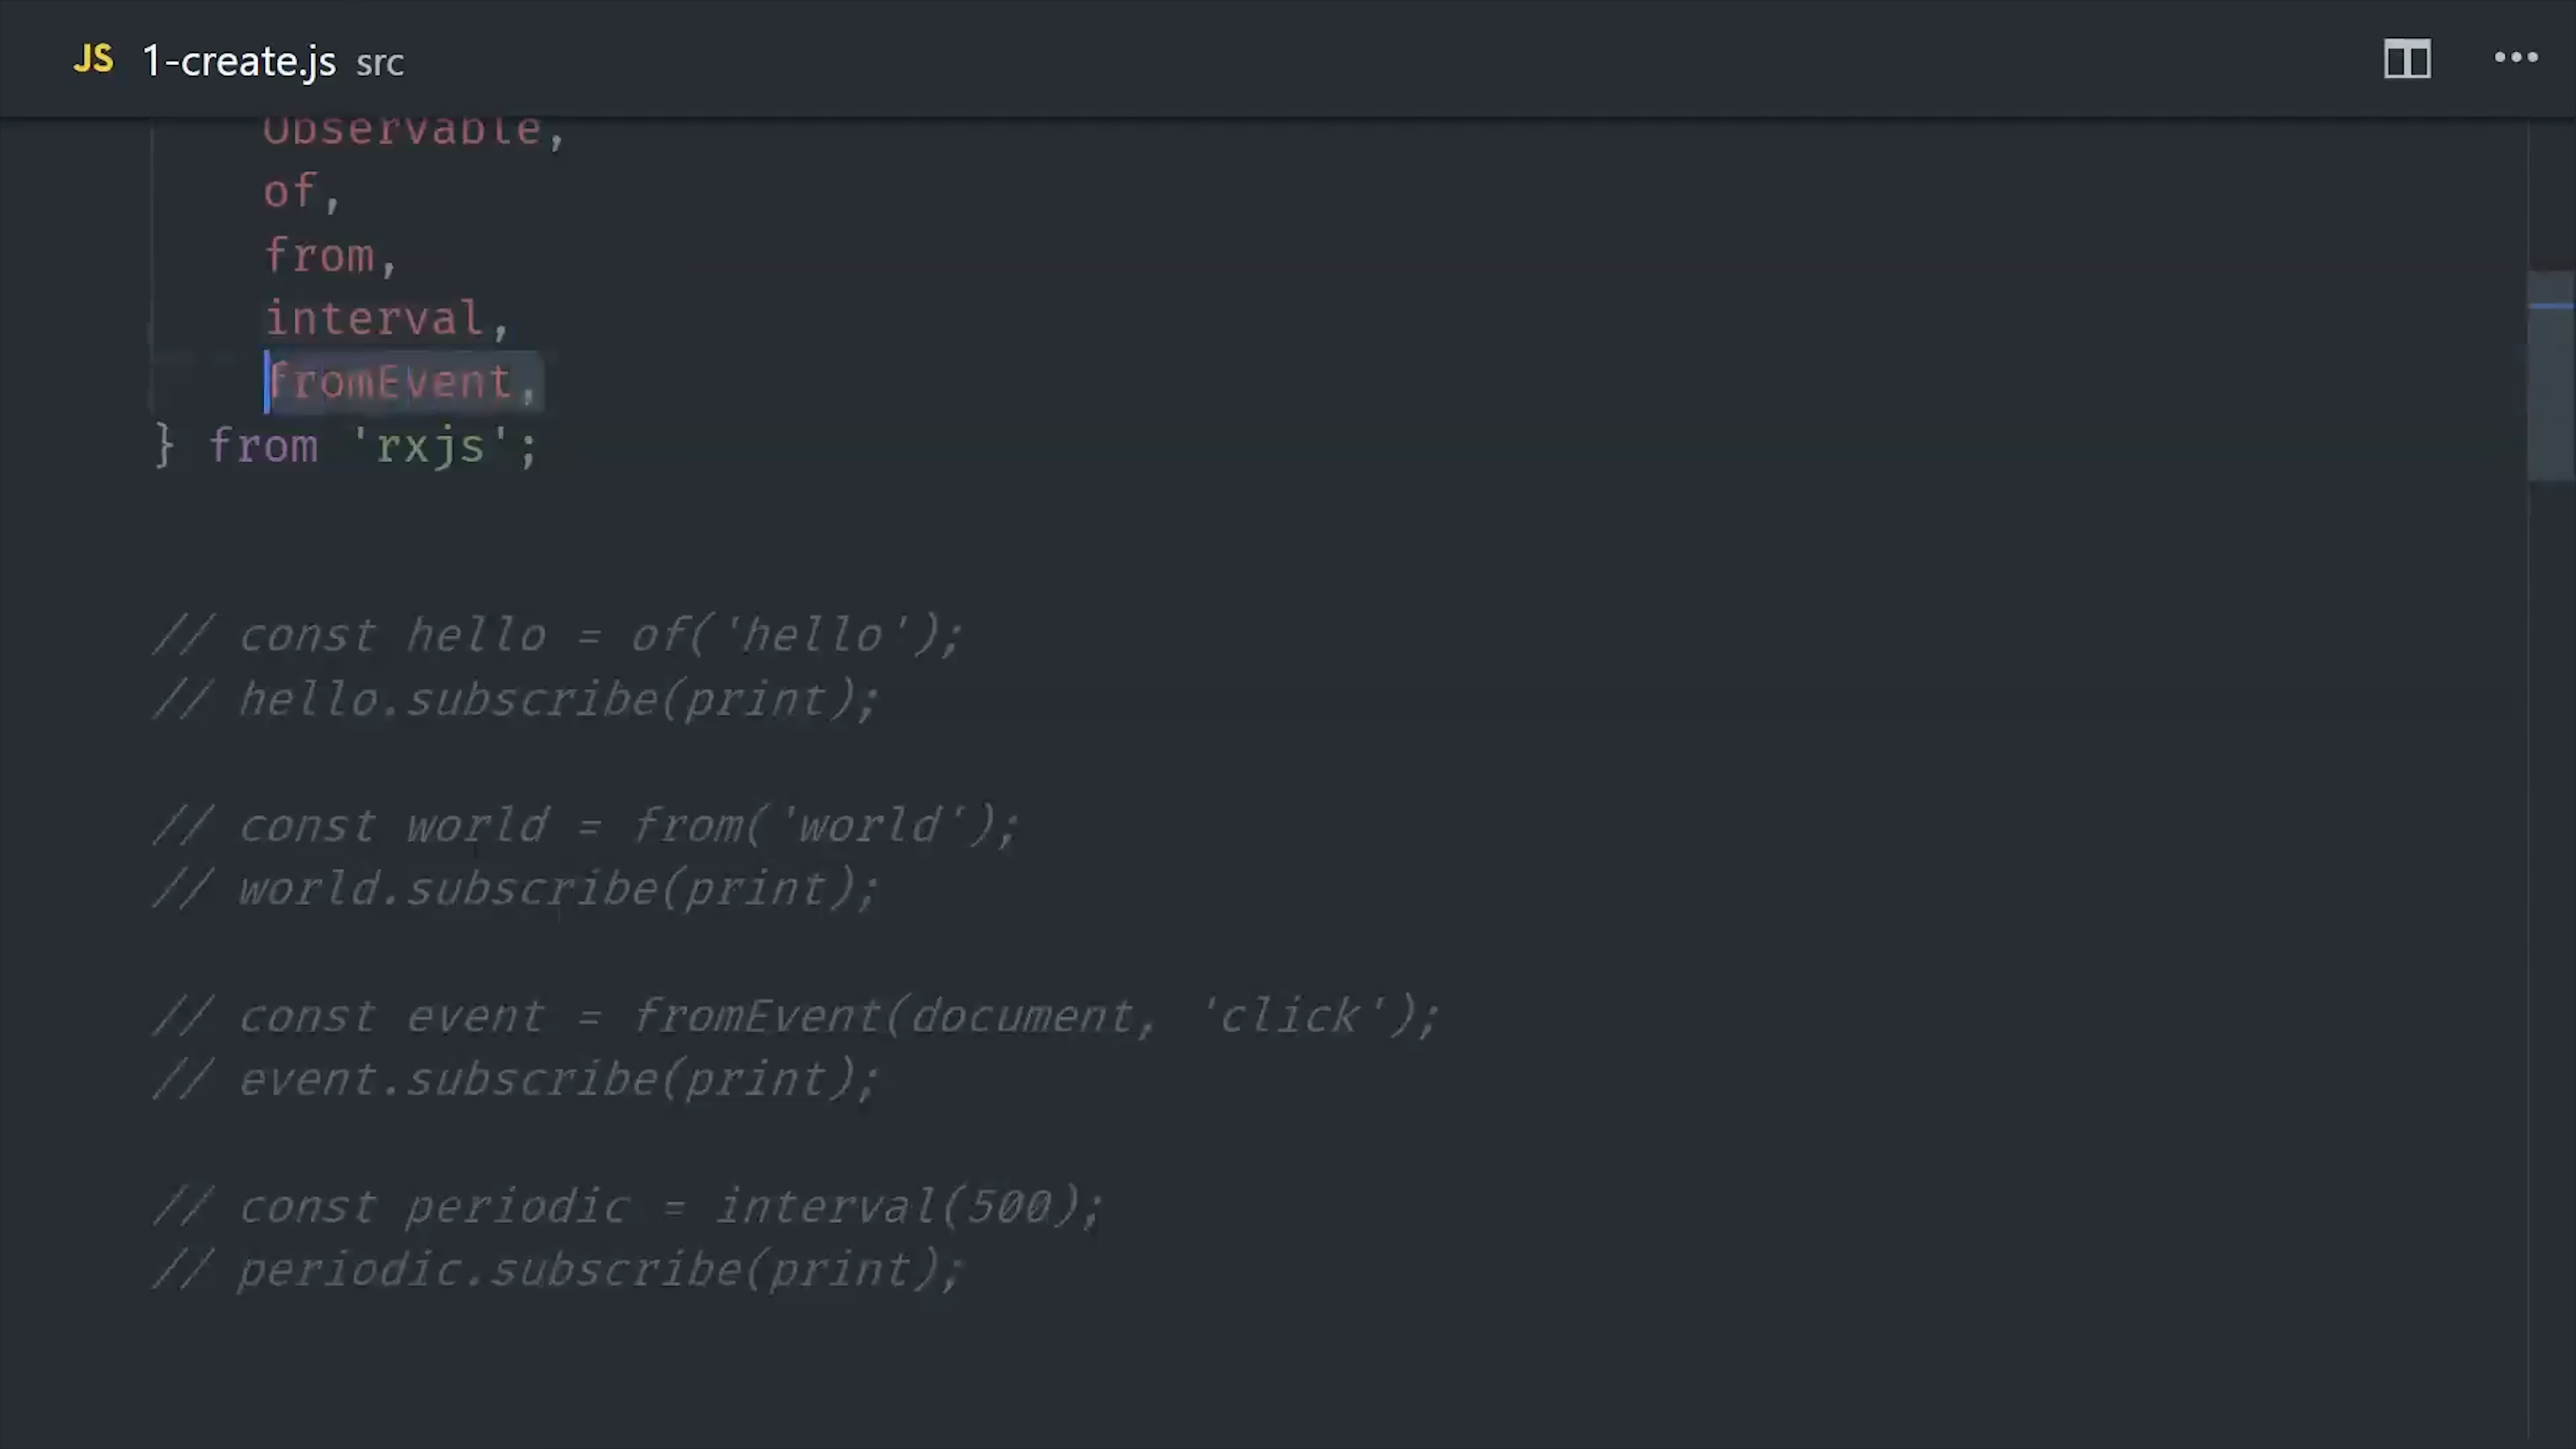 JS 1-create.js src
Observable,
of,
from,
interval,
fromEvent,
} from 'rxjs';
// const hello = of('hello');
// hello.subscribe(print);
// const world = from('world');
// world.subscribe(print);
// const event = fromEvent(document, 'click');
// event.subscribe(print);
// const periodic = interval(500);
// periodic.subscribe(print);